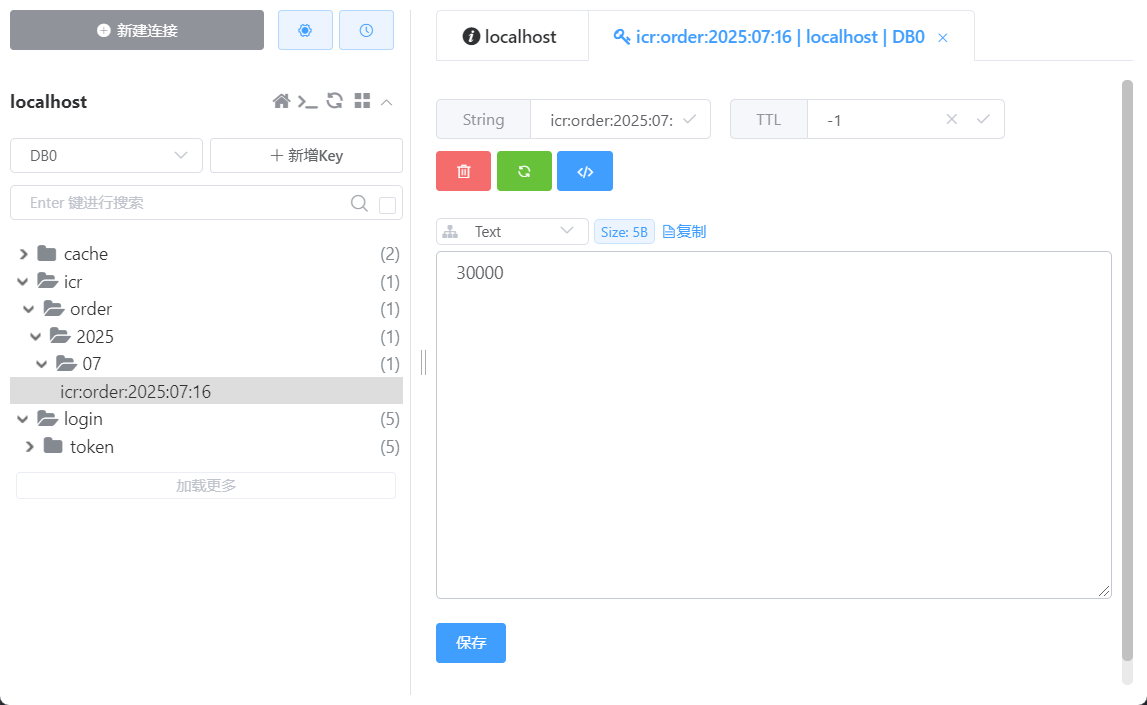 新建连接
localhost
DB0
新增Key
Enter 键进行搜索
cache (2)
icr (1)
order (1)
2025 (1)
07 (1)
icr:order:2025:07:16
login (5)
token (5)
加载更多
localhost
icr:order:2025:07:16 | localhost | DB0
String icr:order:2025:07:
TTL -1
Text Size: 5B 复制
30000
保存